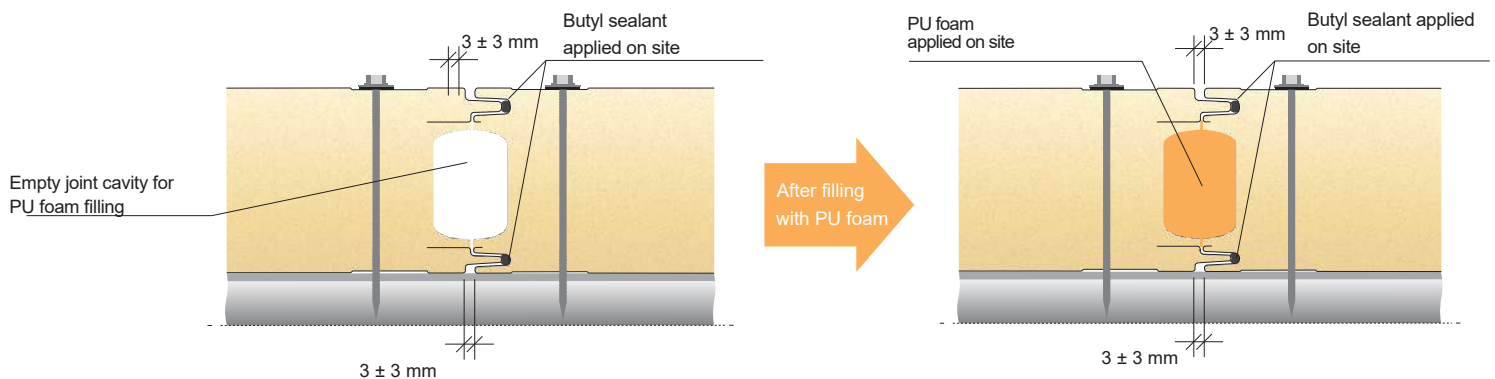 Butyl sealant
applied on site
3 ± 3 mm
Empty joint cavity for
PU foam filling
3 ± 3 mm
After filling
with PU foam
PU foam
applied on site
3 ± 3 mm
Butyl sealant applied
on site
3 ± 3 mm